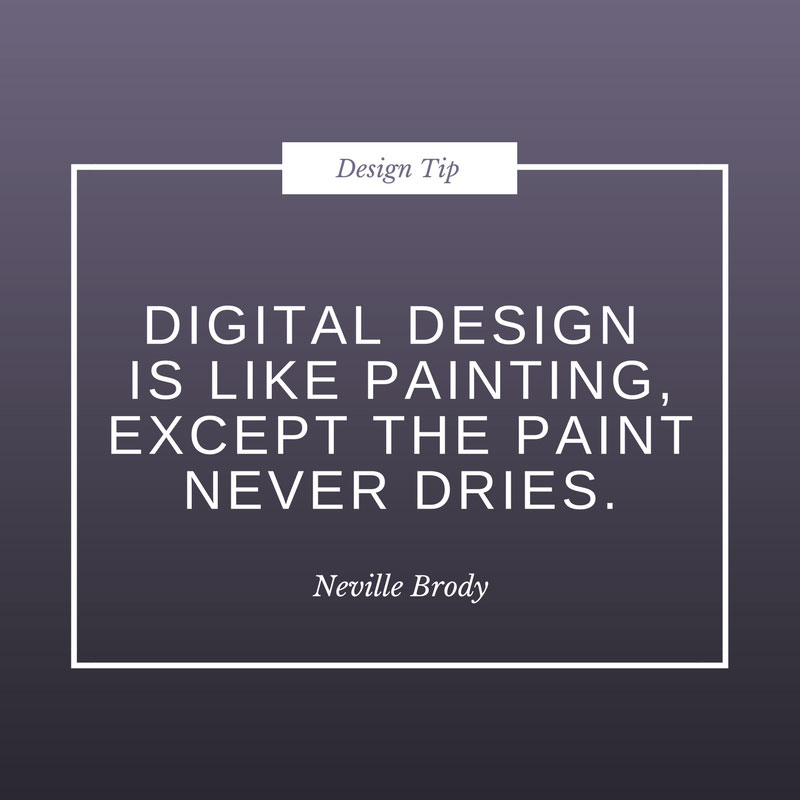 Design Tip
DIGITAL DESIGN
IS LIKE PAINTING,
EXCEPT THE PAINT
NEVER DRIES.
Neville Brody